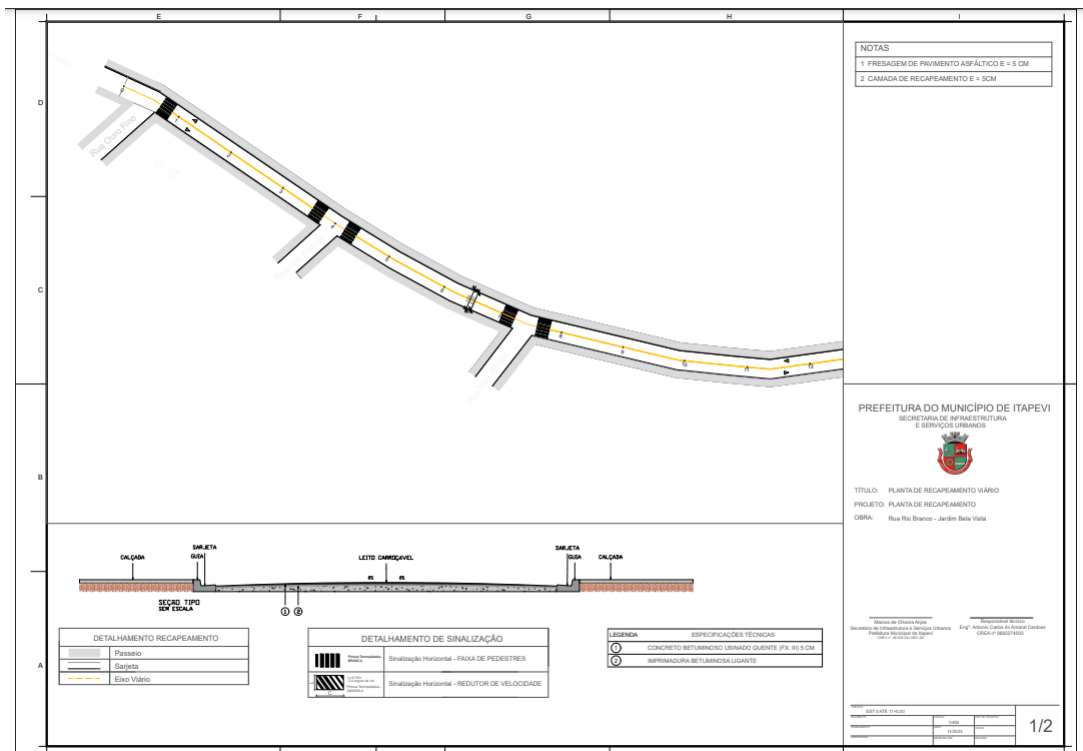 E F G H I
D
C
B
A
NOTAS
1 FRESAGEM DE PAVIMENTO ASFÁLTICO E = 5 CM
2 CAMADA DE RECAPEAMENTO E = 5CM
Rua Ouro Fino
PREFEITURA DO MUNICÍPIO DE ITAPEVI
SECRETARIA DE INFRAESTRUTURA
E SERVIÇOS URBANOS
TÍTULO: PLANTA DE RECAPEAMENTO VIÁRIO
PROJETO: PLANTA DE RECAPEAMENTO
OBRA: Rua Rio Branco - Jardim Bela Vista
CALÇADA
SARJETA
GUIA
LEITO CARROÇÁVEL
SARJETA
GUIA
CALÇADA
SEÇÃO TIPO
SEM ESCALA
1 2
DETALHAMENTO RECAPEAMENTO
Passeio
Sarjeta
Eixo Viário
DETALHAMENTO DE SINALIZAÇÃO
Sinalização Horizontal - FAIXA DE PEDESTRES
Sinalização Horizontal - REDUTOR DE VELOCIDADE
LEGENDA ESPECIFICAÇÕES TÉCNICAS
1 CONCRETO BETUMINOSO USINADO QUENTE (FX. III) 5 CM
2 IMPRIMADURA BETUMINOSA LIGANTE
Marcos de Oliveira Anjos
Secretário de Infraestrutura e Serviços Urbanos
Prefeitura Municipal de Itapevi
Responsável técnico
Engº. Antonio Carlos do Amaral Cardoso
1/2